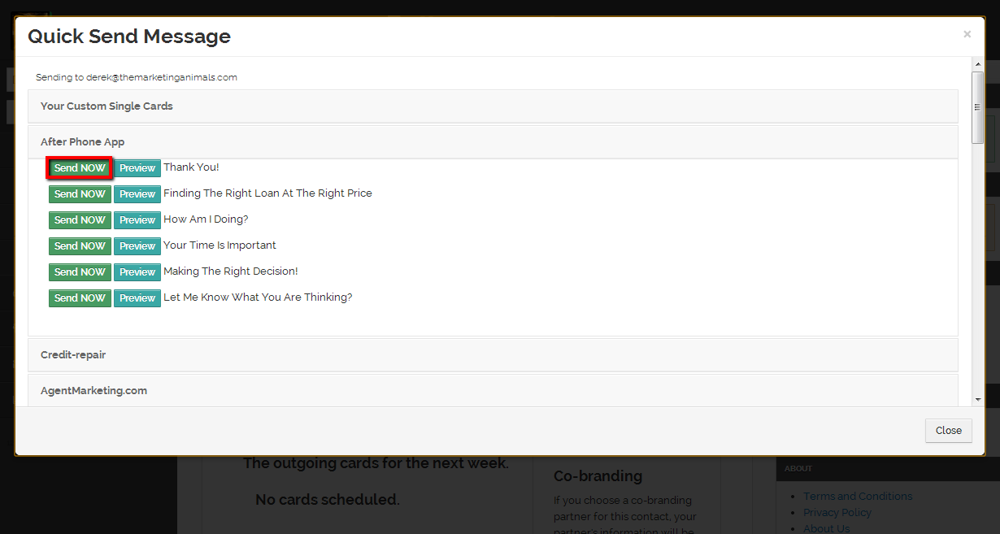 Quick Send Message
×
Sending to derek@themarketinganimals.com
Your Custom Single Cards
After Phone App
Send NOW Preview Thank You!
Send NOW Preview Finding The Right Loan At The Right Price
Send NOW Preview How Am I Doing?
Send NOW Preview Your Time Is Important
Send NOW Preview Making The Right Decision!
Send NOW Preview Let Me Know What You Are Thinking?
Credit-repair
AgentMarketing.com
Close
The outgoing cards for the next week.
No cards scheduled.
Co-branding
If you choose a co-branding
partner for this contact, your
partner's information will be
ABOUT
Terms and Conditions
Privacy Policy
About Us